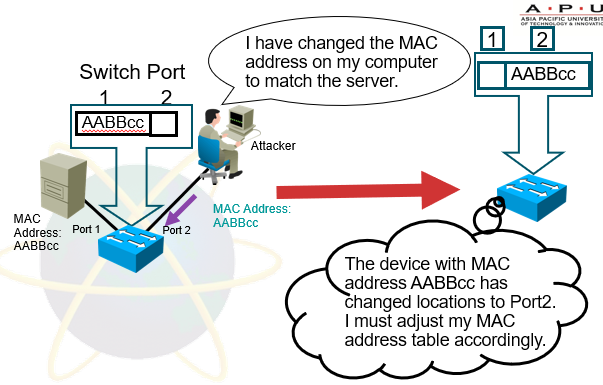 A · P · U
ASIA PACIFIC UNIVERSITY
OF TECHNOLOGY & INNOVATION
I have changed the MAC
address on my computer
to match the server.
1 2
AABBcc
Switch Port
1 2
AABBcc
Attacker
MAC Address:
AABBcc
MAC
Address:
AABBcc
Port 1
Port 2
The device with MAC
address AABBcc has
changed locations to Port2.
I must adjust my MAC
address table accordingly.